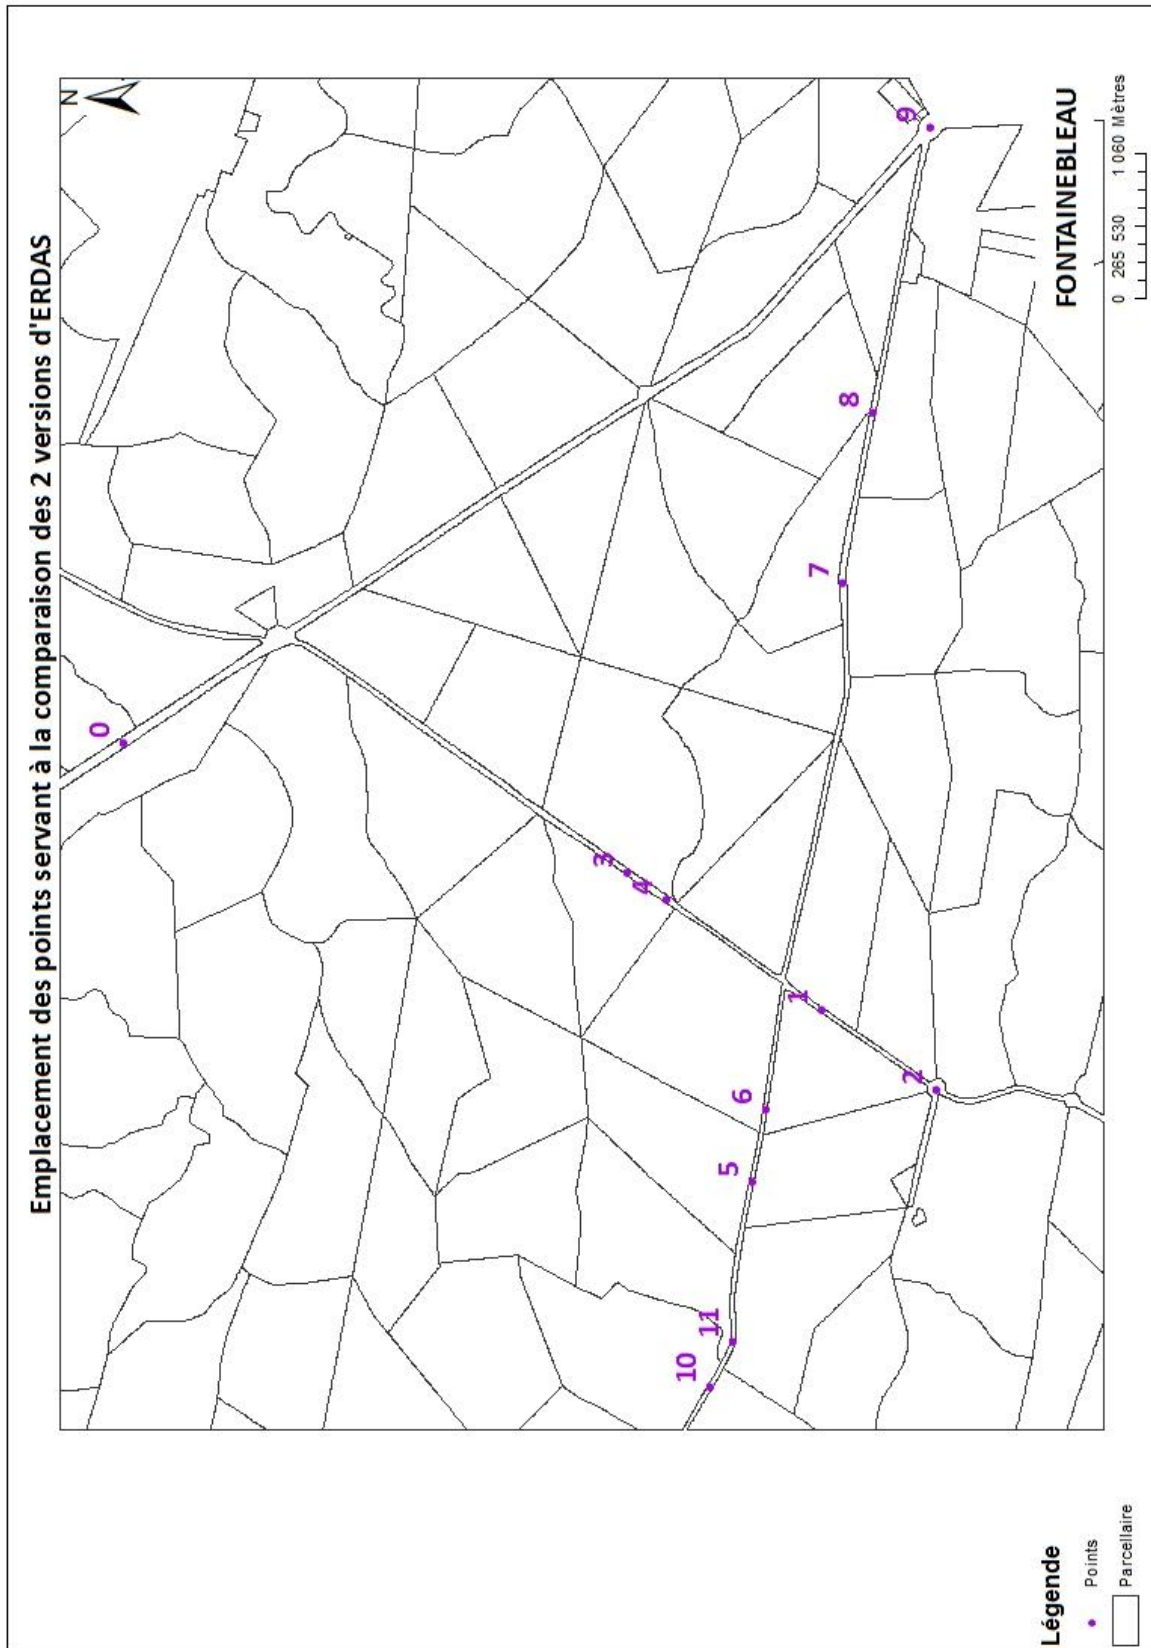 Emplacement des points servant à la comparaison des 2 versions d'ERDAS
N
0
3
4
1
2
6
5
11
10
7
8
9
FONTAINEBLEAU
0 265 530 1 060 Mètres
Légende
Points
Parcellaire